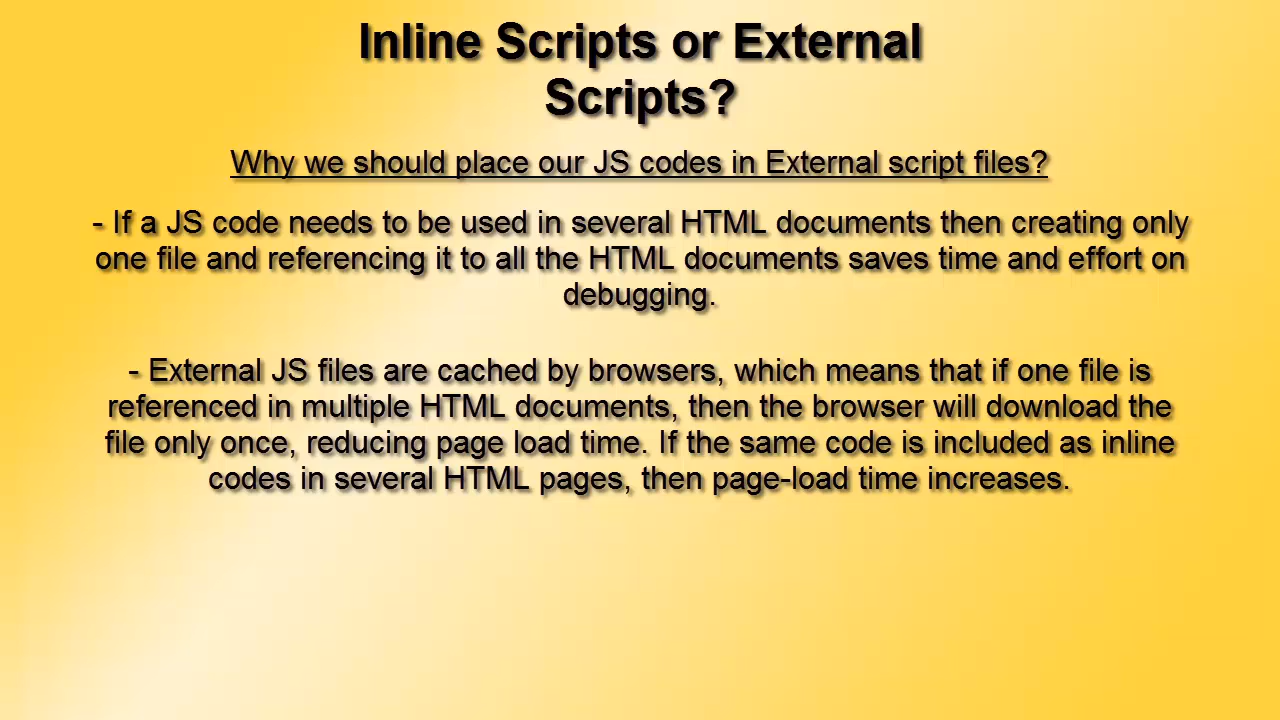 Inline Scripts or External
Scripts?
Why we should place our JS codes in External script files?
- If a JS code needs to be used in several HTML documents then creating only
one file and referencing it to all the HTML documents saves time and effort on
debugging.
- External JS files are cached by browsers, which means that if one file is
referenced in multiple HTML documents, then the browser will download the
file only once, reducing page load time. If the same code is included as inline
codes in several HTML pages, then page-load time increases.